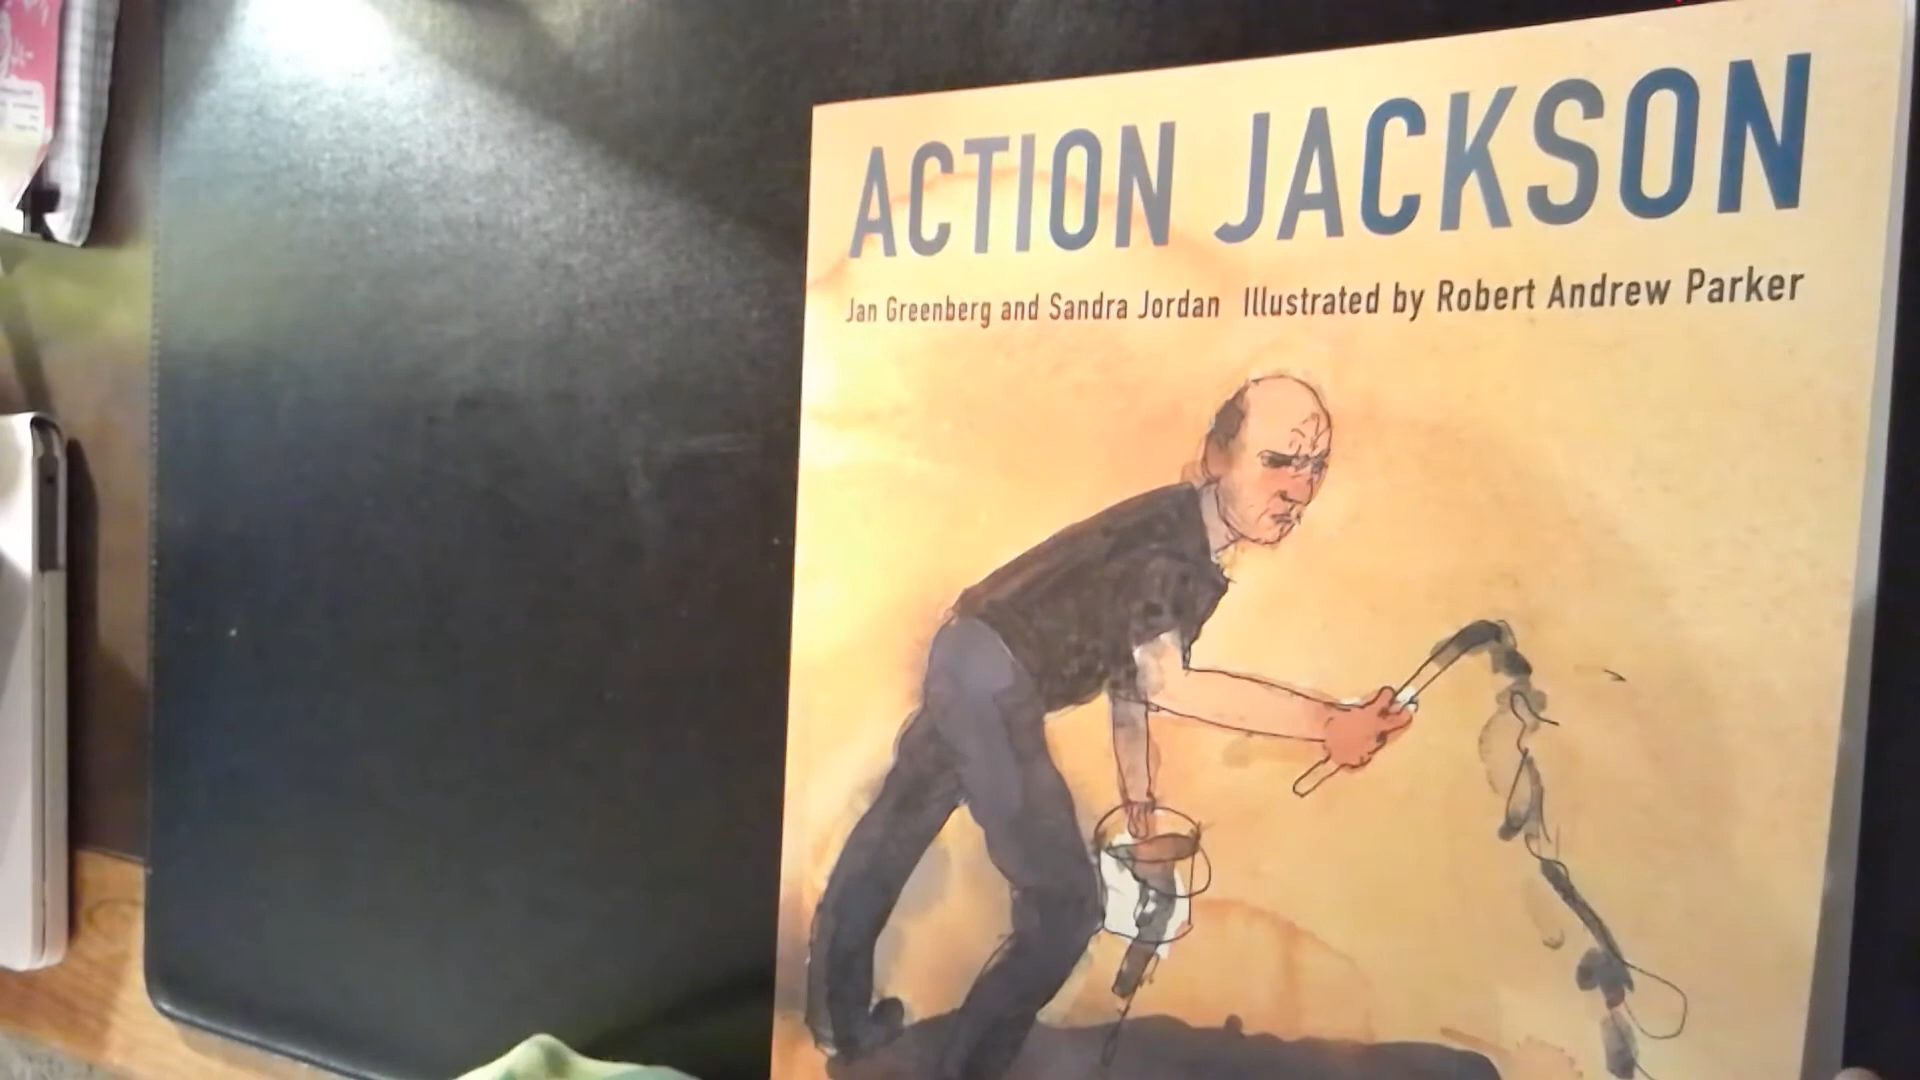 ACTION JACKSON
Jan Greenberg and Sandra Jordan Illustrated by Robert Andrew Parker